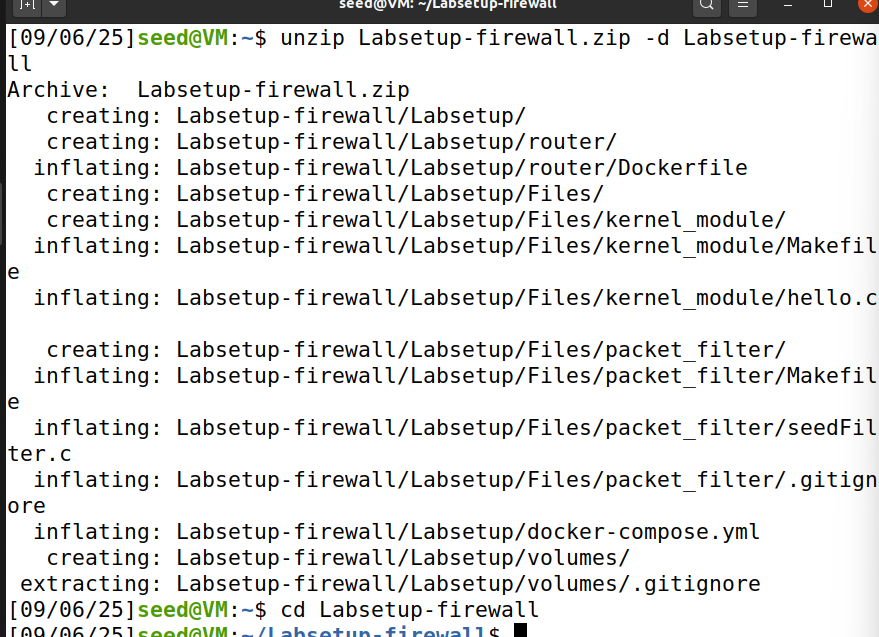 seed@VM: ~/Labsetup-firewall
[09/06/25]seed@VM:~$ unzip Labsetup-firewall.zip -d Labsetup-firewa
ll
Archive:  Labsetup-firewall.zip
   creating: Labsetup-firewall/Labsetup/
   creating: Labsetup-firewall/Labsetup/router/
  inflating: Labsetup-firewall/Labsetup/router/Dockerfile
   creating: Labsetup-firewall/Labsetup/Files/
   creating: Labsetup-firewall/Labsetup/Files/kernel_module/
  inflating: Labsetup-firewall/Labsetup/Files/kernel_module/Makefil
e
  inflating: Labsetup-firewall/Labsetup/Files/kernel_module/hello.c
   creating: Labsetup-firewall/Labsetup/Files/packet_filter/
  inflating: Labsetup-firewall/Labsetup/Files/packet_filter/Makefil
e
  inflating: Labsetup-firewall/Labsetup/Files/packet_filter/seedFil
ter.c
  inflating: Labsetup-firewall/Labsetup/Files/packet_filter/.gitign
ore
  inflating: Labsetup-firewall/Labsetup/docker-compose.yml
   creating: Labsetup-firewall/Labsetup/volumes/
 extracting: Labsetup-firewall/Labsetup/volumes/.gitignore
[09/06/25]seed@VM:~$ cd Labsetup-firewall
[09/06/25]seed@VM:~/Labsetup-firewall$